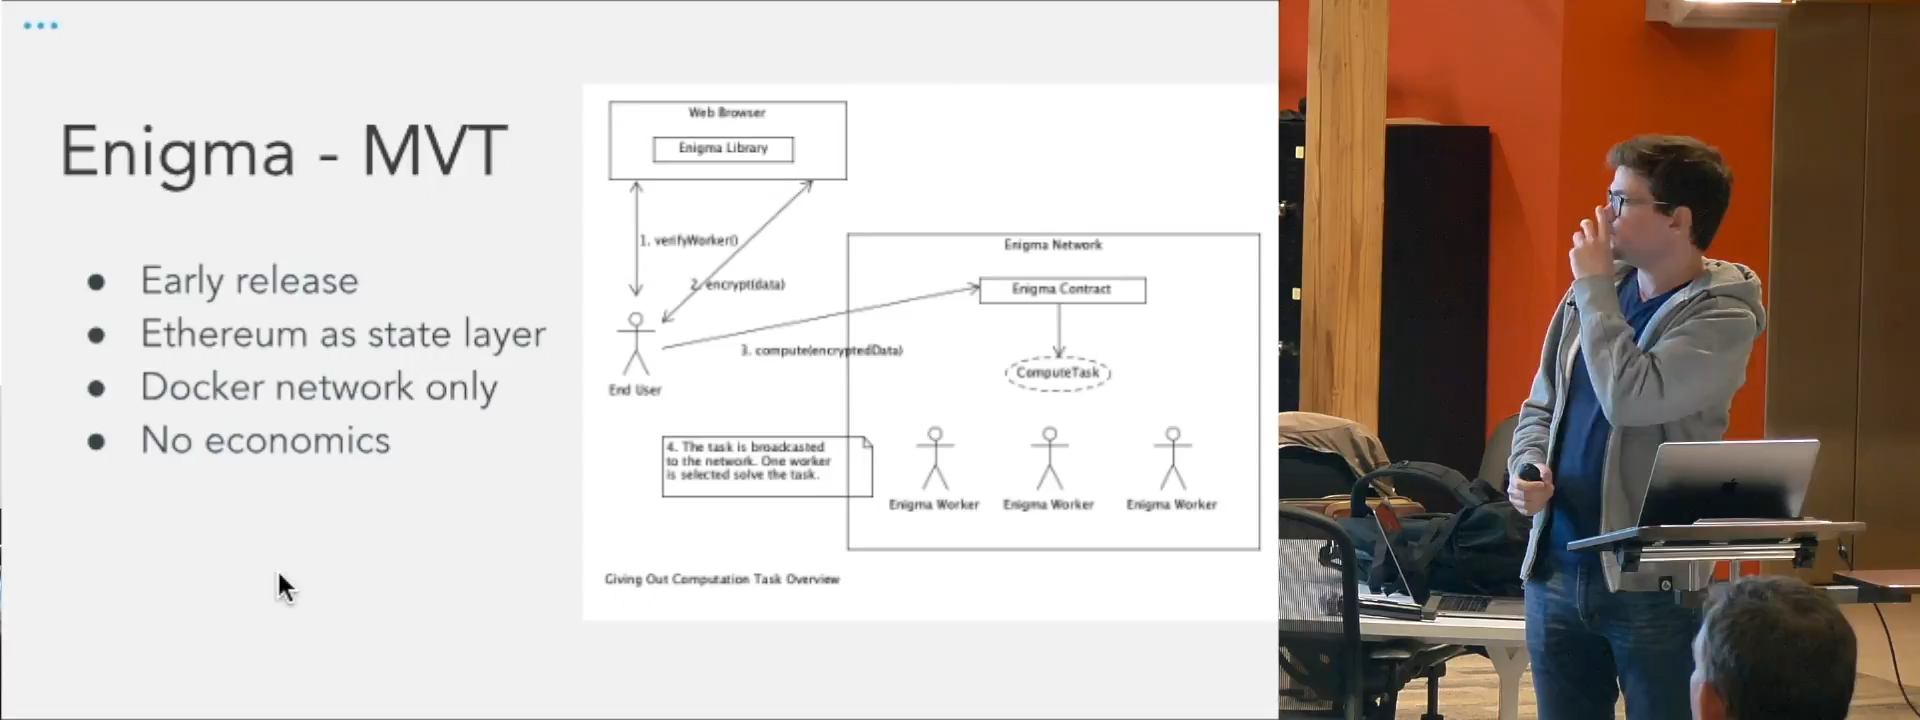 Enigma - MVT
Early release
Ethereum as state layer
Docker network only
No economics
Web Browser
Enigma Library
1. verifyWorker()
2. encrypt(data)
3. compute(encryptedData)
End User
Enigma Network
Enigma Contract
ComputeTask
4. The task is broadcasted
to the network. One worker
is selected solve the task.
Enigma Worker
Enigma Worker
Enigma Worker
Giving Out Computation Task Overview